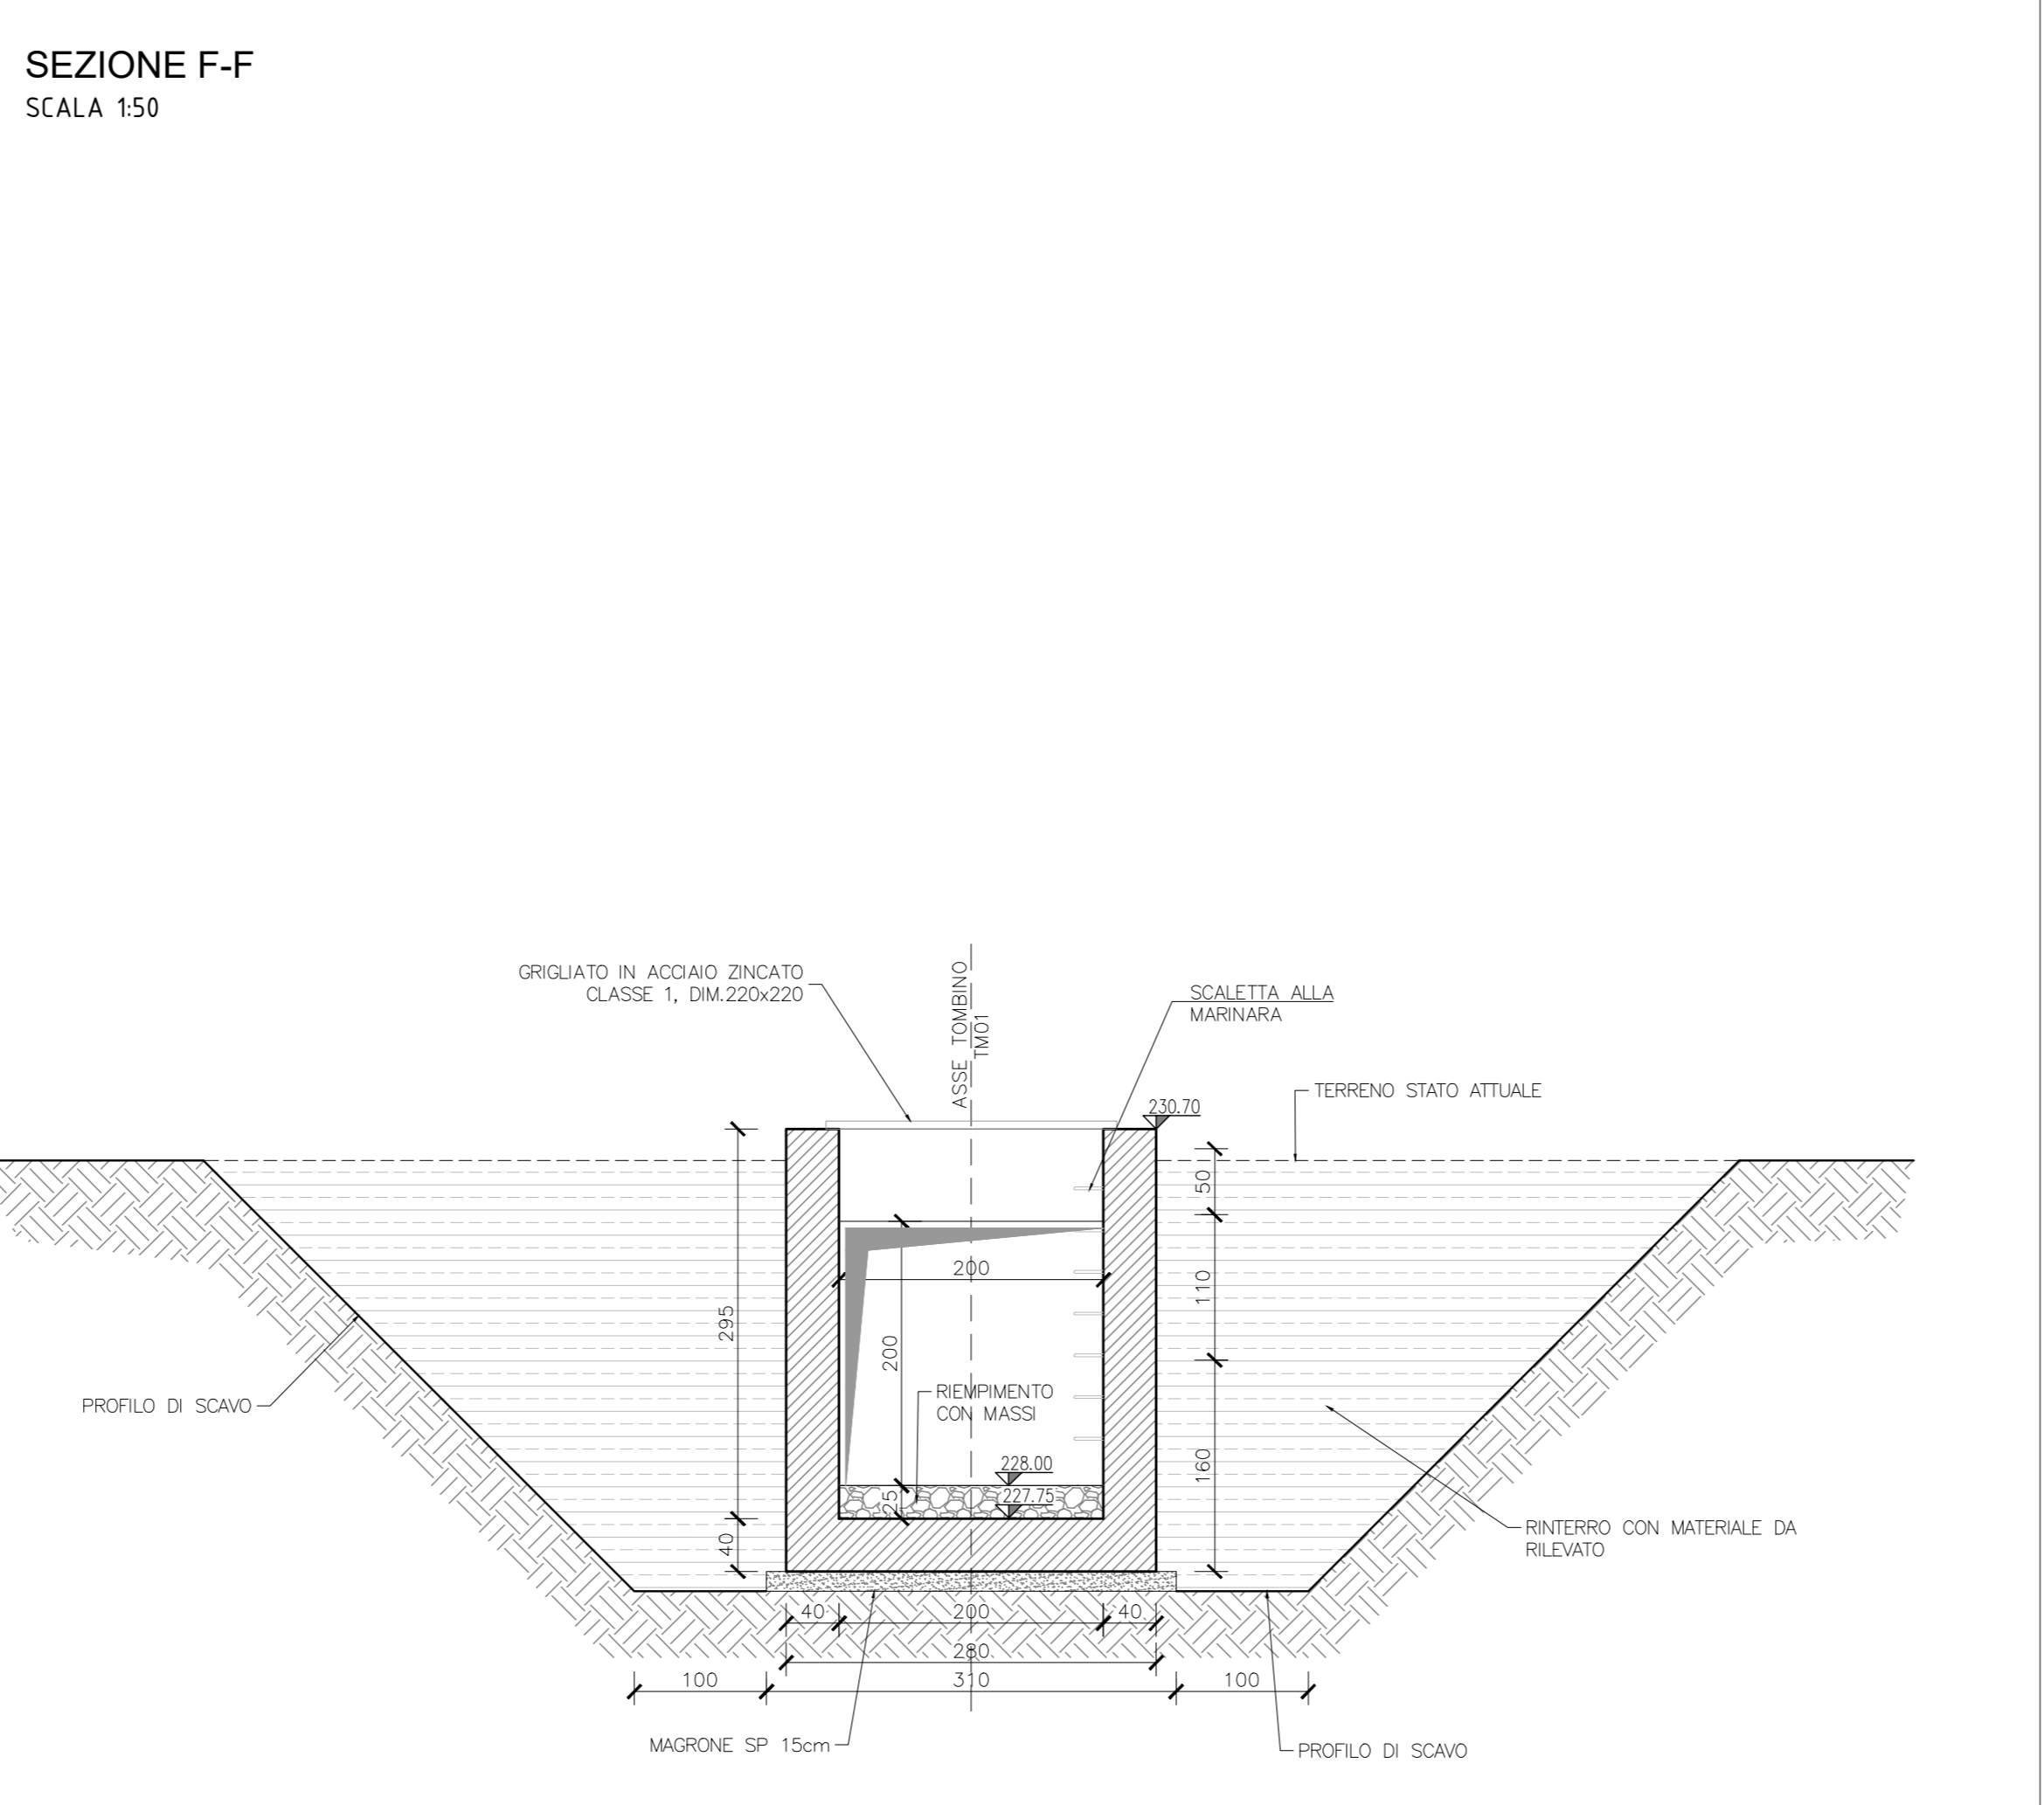 SEZIONE F-F
SCALA 1:50
GRIGLIATO IN ACCIAIO ZINCATO
CLASSE 1, DIM.220x220
ASSE TOMBINO
TM01
SCALETTA ALLA
MARINARA
TERRENO STATO ATTUALE
230.70
50
110
160
295
40
200
200
25
RIEMPIMENTO
CON MASSI
228.00
227.75
PROFILO DI SCAVO
RINTERRO CON MATERIALE DA
RILEVATO
40
200
40
280
100
310
100
MAGRONE SP 15cm
PROFILO DI SCAVO